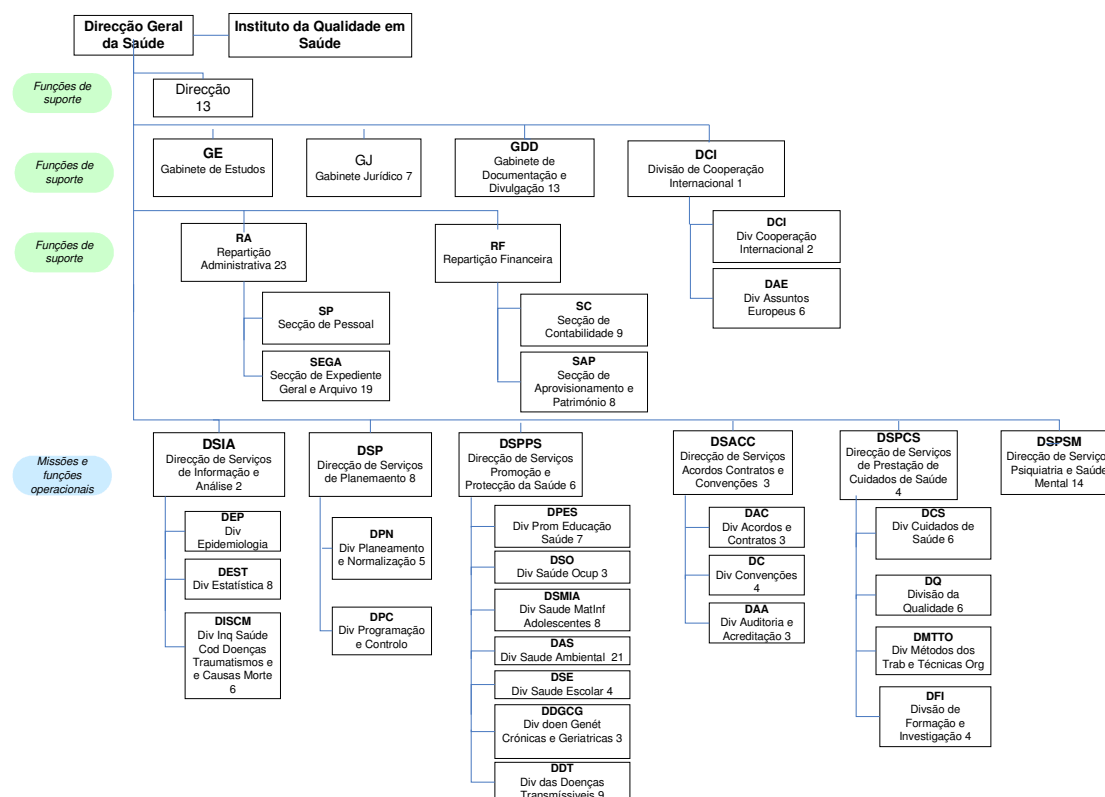 Direcção Geral
da Saúde
Instituto da Qualidade em
Saúde
Funções de
suporte
Direcção
13
Funções de
suporte
GE
Gabinete de Estudos
GJ
Gabinete Jurídico 7
GDD
Gabinete de
Documentação e
Divulgação 13
DCI
Divisão de Cooperação
Internacional 1
DCI
Div Cooperação
Internacional 2
DAE
Div Assuntos
Europeus 6
Funções de
suporte
RA
Repartição
Administrativa 23
RF
Repartição Financeira
SP
Secção de Pessoal
SEGA
Secção de Expediente
Geral e Arquivo 19
SC
Secção de
Contabilidade 9
SAP
Secção de
Aprovisionamento e
Património 8
Missões e
funções
operacionais
DSIA
Direcção de Serviços
de Informação e
Análise 2
DSP
Direcção de Serviços
de Planemaento 8
DSPPS
Direcção de Serviços
Promoção e
Protecção da Saúde 6
DSACC
Direcção de Serviços
Acordos Contratos e
Convenções 3
DSPCS
Direcção de Serviços
de Prestação de
Cuidados de Saúde
4
DSPSM
Direcção de Serviços
Psiquiatria e Saúde
Mental 14
DEP
Div
Epidemiologia
DEST
Div Estatística 8
DISCM
Div Inq Saúde
Cod Doenças
Traumatismos e
e Causas Morte
6
DPN
Div Planeamento
e Normalização 5
DPC
Div Programação
e Controlo
DPES
Div Prom Educação
Saúde 7
DSO
Div Saúde Ocup 3
DSMIA
Div Saude MatInf
Adolescentes 8
DAS
Div Saude Ambiental 21
DSE
Div Saude Escolar 4
DDGCG
Div doen Genét
Crónicas e Geriatricas 3
DDT
Div das Doenças
Transmíssiveis 9
DAC
Div Acordos e
Contratos 3
DC
Div Convenções
4
DAA
Div Auditoria e
Acreditação 3
DCS
Div Cuidados de
Saúde 6
DQ
Divisão da
Qualidade 6
DMTTO
Div Métodos dos
Trab e Técnicas Org
DFI
Divsão de
Formação e
Investigação 4